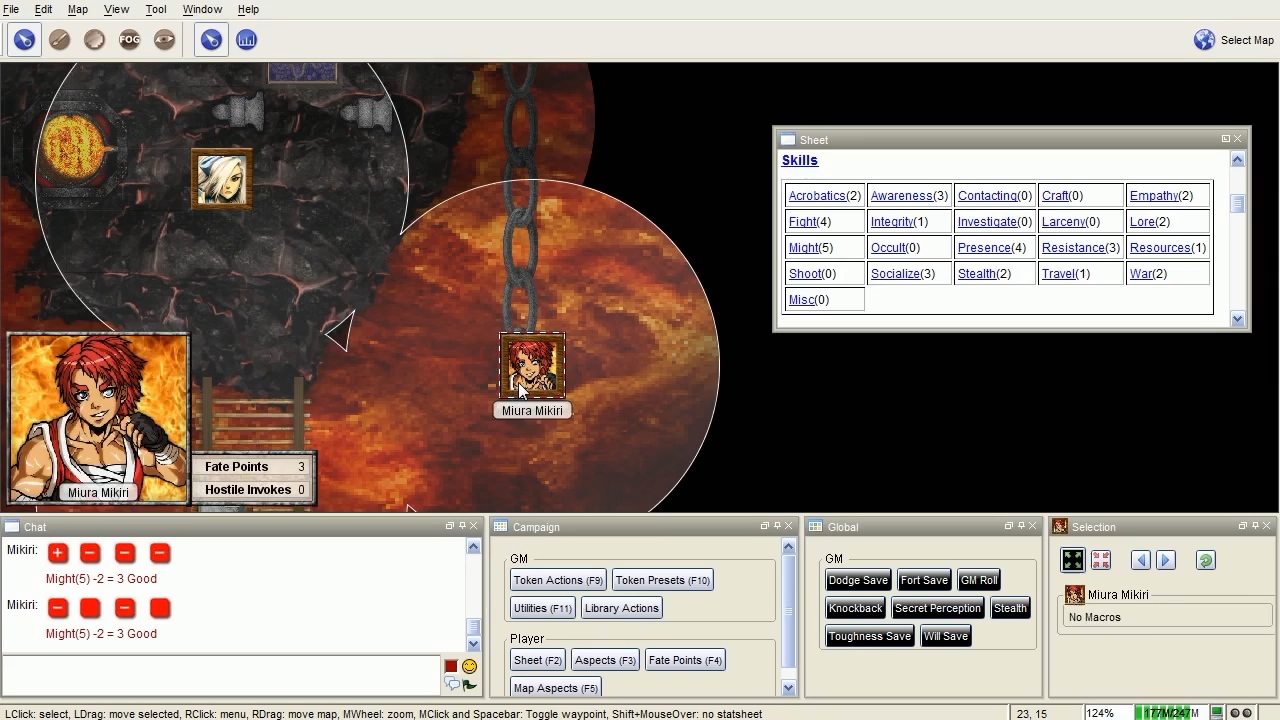 File Edit Map View Tool Window Help
FOG
Select Map
Sheet
Skills
Acrobatics(2) Awareness(3) Contacting(0) Craft(0) Empathy(2)
Fight(4) Integrity(1) Investigate(0) Larceny(0) Lore(2)
Might(5) Occult(0) Presence(4) Resistance(3) Resources(1)
Shoot(0) Socialize(3) Stealth(2) Travel(1) War(2)
Misc(0)
Miura Mikiri
Fate Points 3
Hostile Invokes 0
Miura Mikiri
Chat
Mikiri:
Might(5) -2 = 3 Good
Mikiri:
Might(5) -2 = 3 Good
Campaign
GM
Token Actions (F9) Token Presets (F10)
Utilities (F11) Library Actions
Player
Sheet (F2) Aspects (F3) Fate Points (F4)
Map Aspects (F5)
Global
GM
Dodge Save Fort Save GM Roll
Knockback Secret Perception Stealth
Toughness Save Will Save
Selection
Miura Mikiri
No Macros
LClick: select, LDrag: move selected, RClick: menu, RDrag: move map, MWheel: zoom, MClick and Spacebar: Toggle waypoint, Shift+MouseOver: no statsheet
23, 15
124%
177M/247M